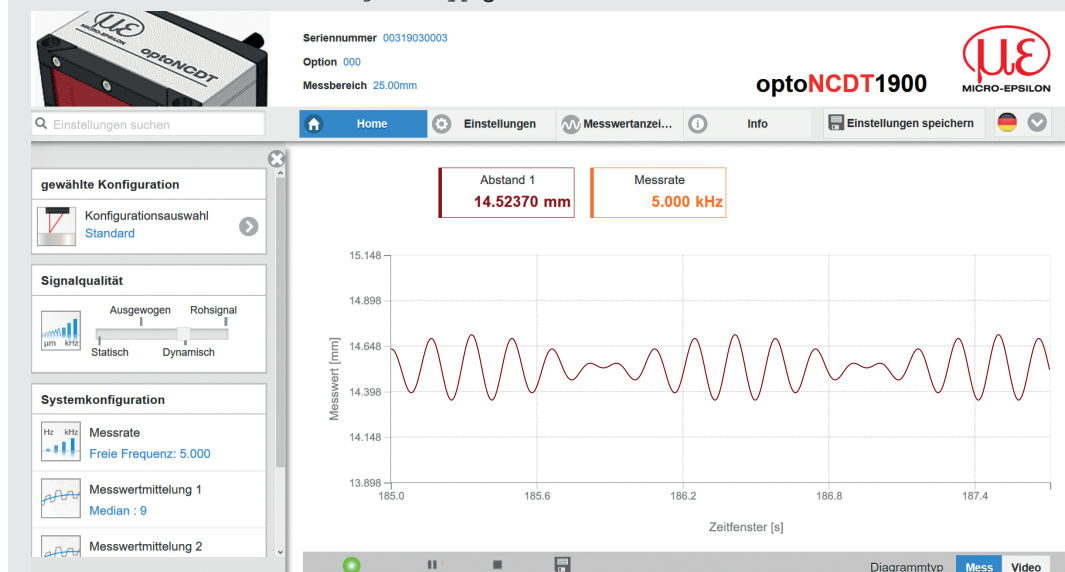 MICRO-EPSILON
optoNCDT
Seriennummer 00319030003
Option 000
Messbereich 25.00mm
optoNCDT1900
με
MICRO-EPSILON
Einstellungen suchen
Home
Einstellungen
Messwertanzei...
Info
Einstellungen speichern
gewählte Konfiguration
Konfigurationsauswahl
Standard
Signalqualität
Ausgewogen Rohsignal
µm kHz
Statisch Dynamisch
Systemkonfiguration
Hz kHz
Messrate
Freie Frequenz: 5.000
Messwertmittelung 1
Median : 9
Messwertmittelung 2
Abstand 1
14.52370 mm
Messrate
5.000 kHz
15.148
14.898
14.648
14.398
14.148
13.898
Messwert [mm]
185.0 185.6 186.2 186.8 187.4
Zeitfenster [s]
Diagrammtyp Mess Video